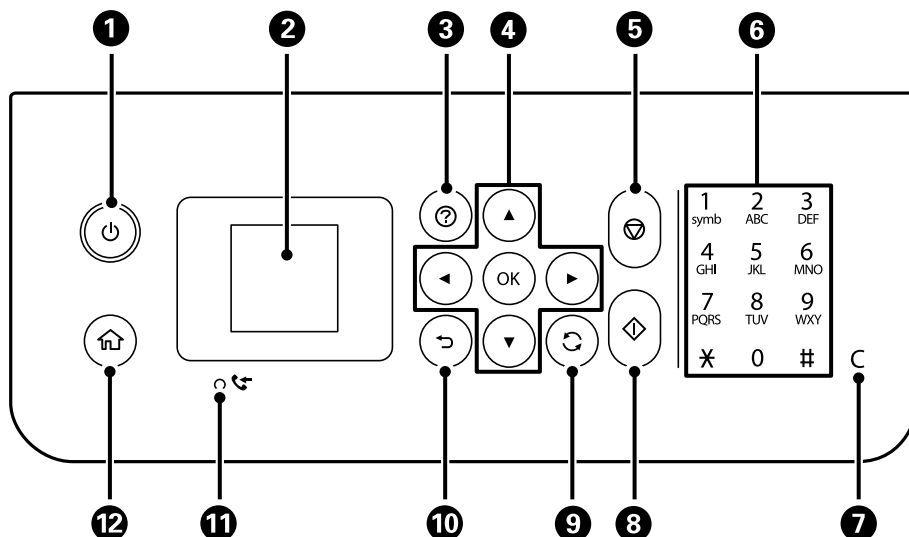 1 2 3 4 5 6
1 2 3
symb ABC DEF
OK
4 5 6
GHI JKL MNO
7 8 9
PQRS TUV WXY
* 0 #
C
12 11 10 9 8 7